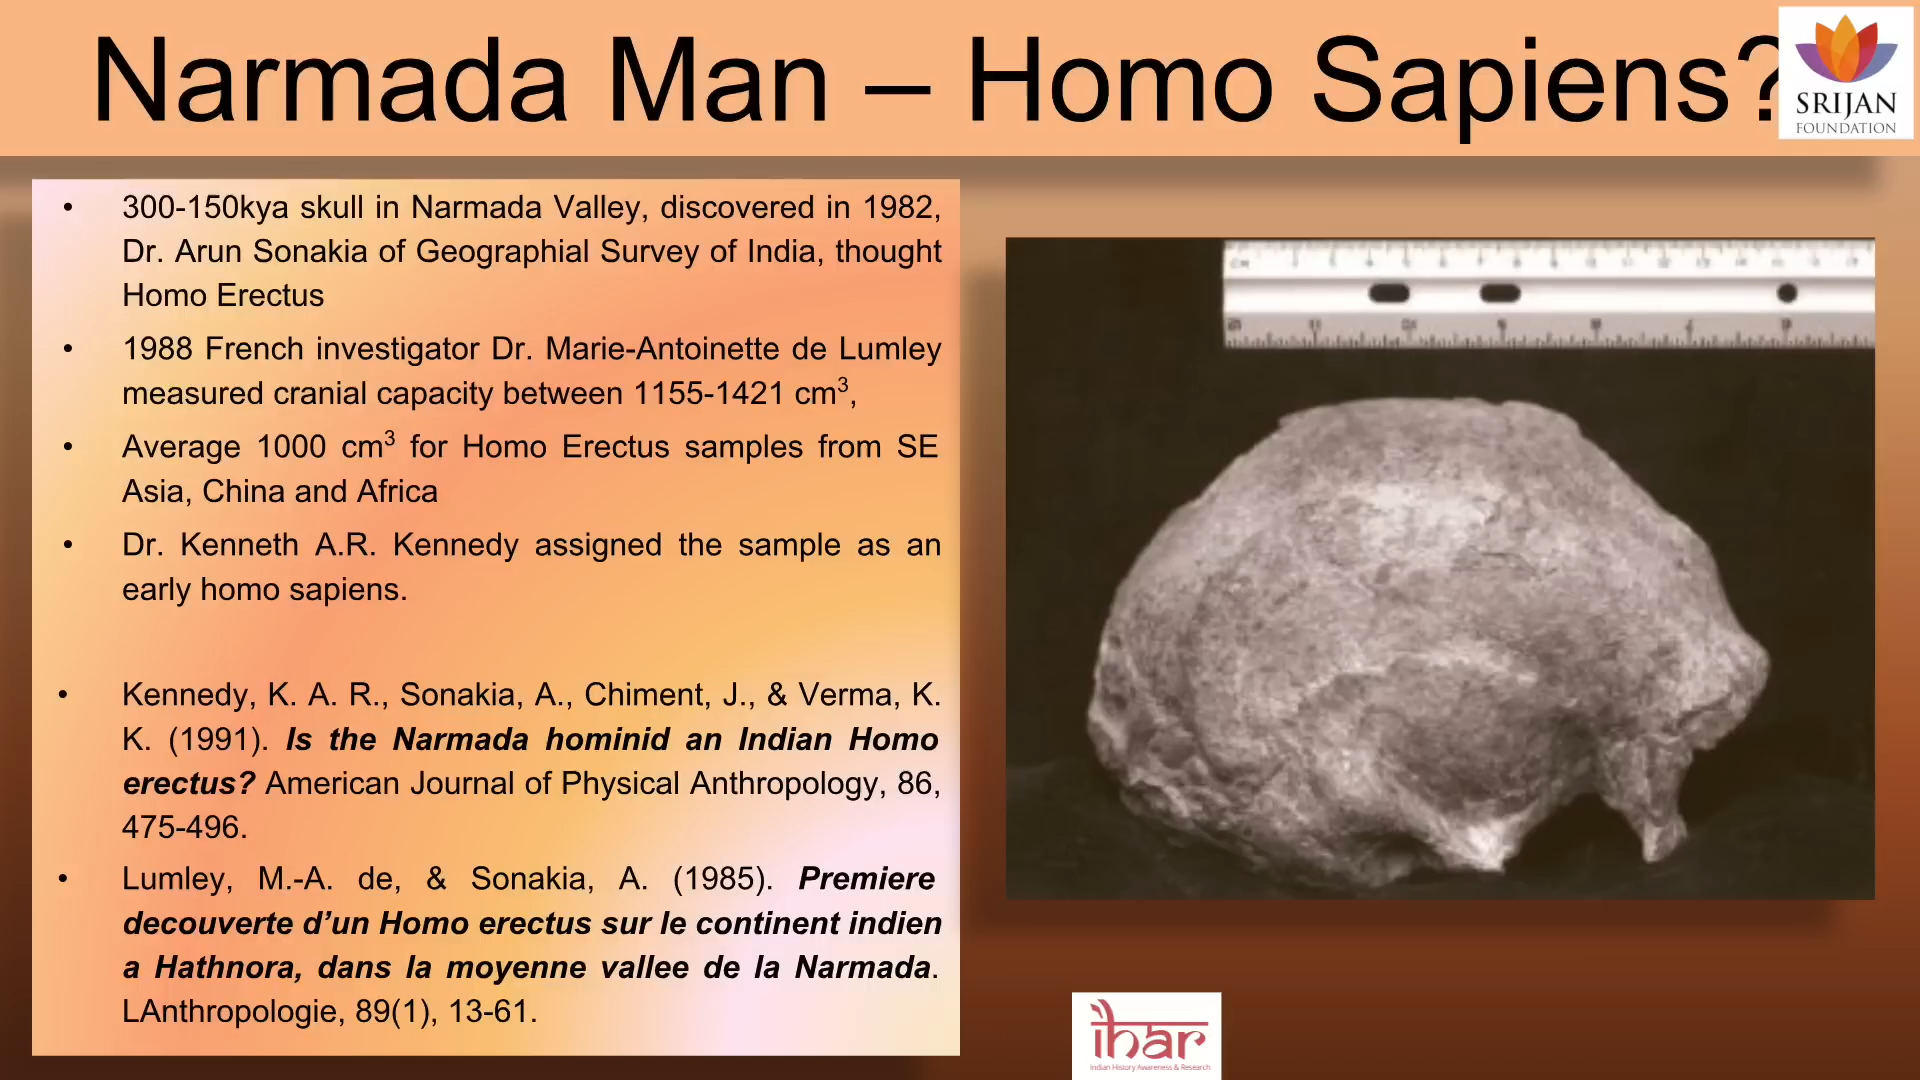 Narmada Man – Homo Sapiens?
SRIJAN
FOUNDATION
• 300-150kya skull in Narmada Valley, discovered in 1982,
Dr. Arun Sonakia of Geographial Survey of India, thought
Homo Erectus
• 1988 French investigator Dr. Marie-Antoinette de Lumley
measured cranial capacity between 1155-1421 cm³,
• Average 1000 cm³ for Homo Erectus samples from SE
Asia, China and Africa
• Dr. Kenneth A.R. Kennedy assigned the sample as an
early homo sapiens.
• Kennedy, K. A. R., Sonakia, A., Chiment, J., & Verma, K.
K. (1991). Is the Narmada hominid an Indian Homo
erectus? American Journal of Physical Anthropology, 86,
475-496.
• Lumley, M.-A. de, & Sonakia, A. (1985). Premiere
decouverte d’un Homo erectus sur le continent indien
a Hathnora, dans la moyenne vallee de la Narmada.
LAnthropologie, 89(1), 13-61.
ihar
Indian History Awareness & Research